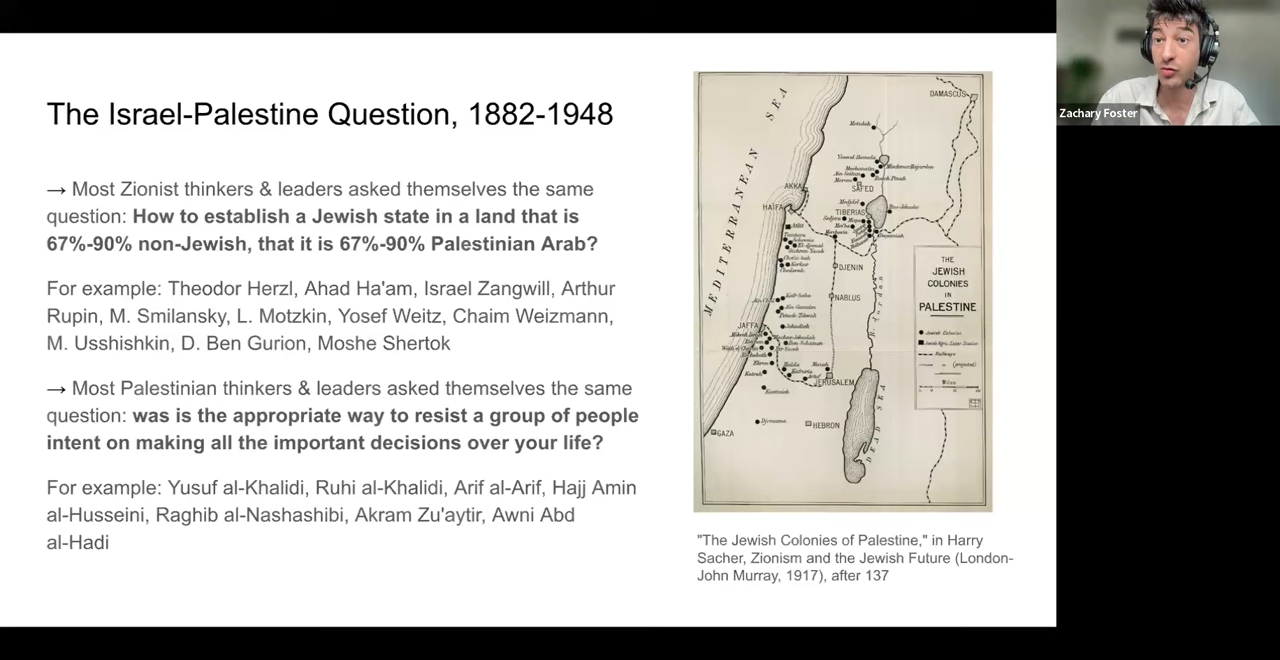 The Israel-Palestine Question, 1882-1948
→ Most Zionist thinkers & leaders asked themselves the same
question: How to establish a Jewish state in a land that is
67%-90% non-Jewish, that it is 67%-90% Palestinian Arab?
For example: Theodor Herzl, Ahad Ha'am, Israel Zangwill, Arthur
Rupin, M. Smilansky, L. Motzkin, Yosef Weitz, Chaim Weizmann,
M. Usshishkin, D. Ben Gurion, Moshe Shertok
→ Most Palestinian thinkers & leaders asked themselves the same
question: was is the appropriate way to resist a group of people
intent on making all the important decisions over your life?
For example: Yusuf al-Khalidi, Ruhi al-Khalidi, Arif al-Arif, Hajj Amin
al-Husseini, Raghib al-Nashashibi, Akram Zu'aytir, Awni Abd
al-Hadi
MEDITERRANEAN SEA
DAMASCUS
AKKA
SAFED
HAIFA
TIBERIAS
DJENIN
NABLUS
R. Jordan
JAFFA
JERUSALEM
GAZA
HEBRON
DEAD SEA
THE
JEWISH
COLONIES
IN
PALESTINE
Jewish Colonies
Railways
Miles
"The Jewish Colonies of Palestine," in Harry
Sacher, Zionism and the Jewish Future (London-
John Murray, 1917), after 137
Zachary Foster